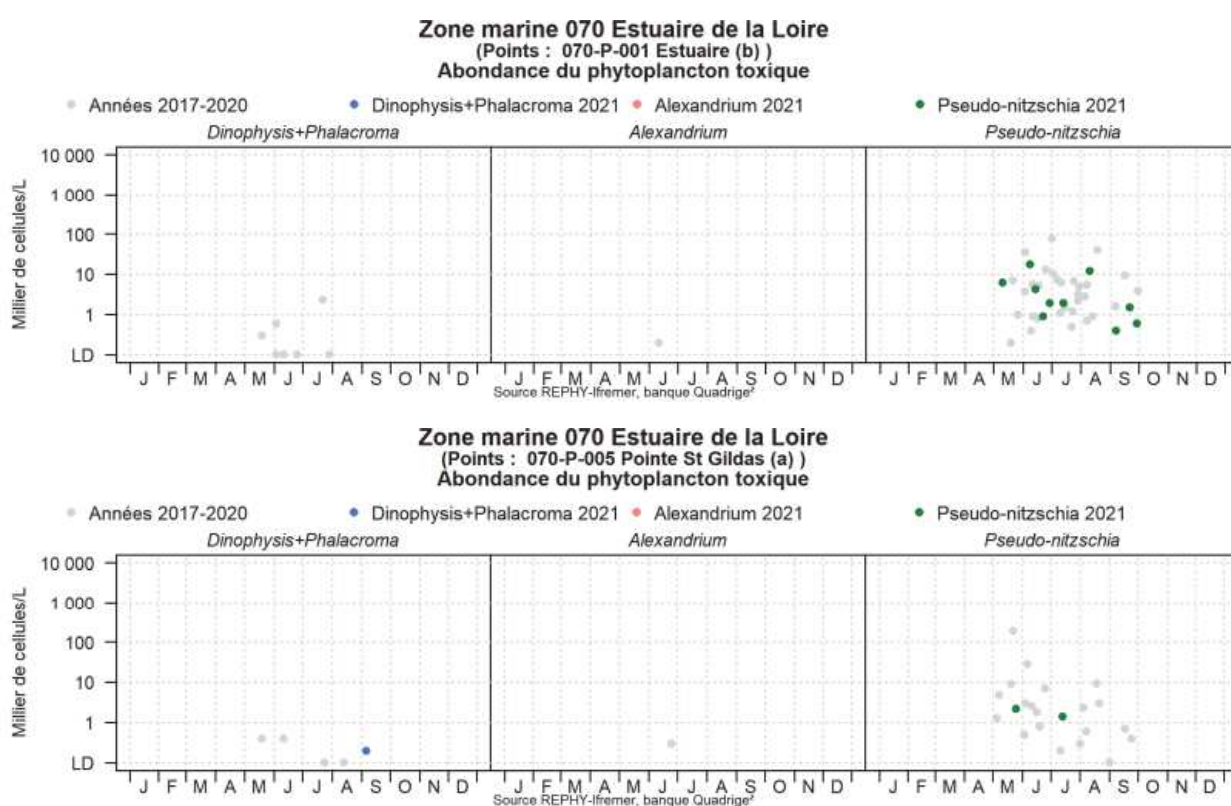 Zone marine 070 Estuaire de la Loire
(Points : 070-P-001 Estuaire (b) )
Abondance du phytoplancton toxique
Années 2017-2020 Dinophysis+Phalacroma 2021 Alexandrium 2021 Pseudo-nitzschia 2021
Dinophysis+Phalacroma Alexandrium Pseudo-nitzschia
Millier de cellules/L
10 000
1 000
100
10
1
LD
J F M A M J J A S O N D J F M A M J J A S O N D J F M A M J J A S O N D
Source REPHY-Ifremer, banque Quadrige²
Zone marine 070 Estuaire de la Loire
(Points : 070-P-005 Pointe St Gildas (a) )
Abondance du phytoplancton toxique
Années 2017-2020 Dinophysis+Phalacroma 2021 Alexandrium 2021 Pseudo-nitzschia 2021
Dinophysis+Phalacroma Alexandrium Pseudo-nitzschia
Millier de cellules/L
10 000
1 000
100
10
1
LD
J F M A M J J A S O N D J F M A M J J A S O N D J F M A M J J A S O N D
Source REPHY-Ifremer, banque Quadrige²